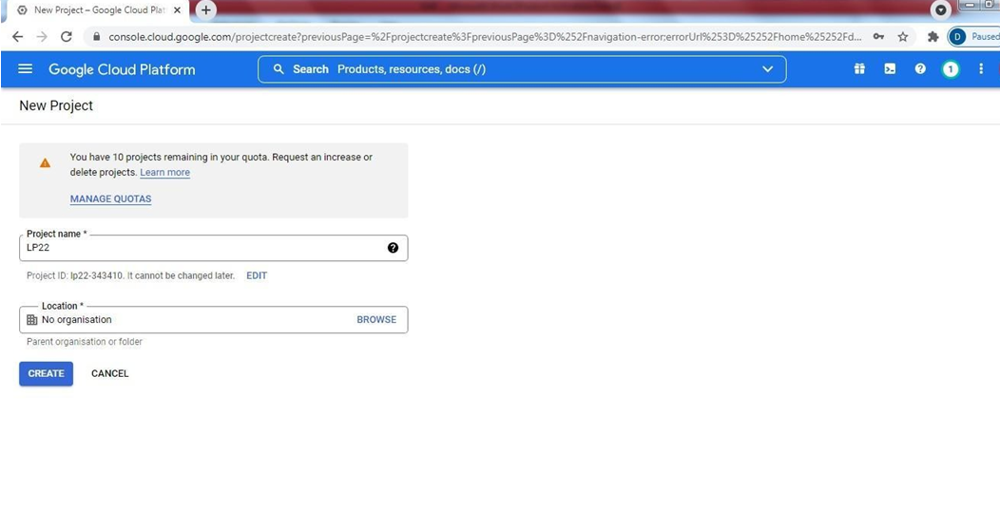 New Project – Google Cloud Plat
console.cloud.google.com/projectcreate?previousPage=%2Fprojectcreate%3FpreviousPage%3D%252Fnavigation-error;errorUrl%253D%25252Fhome%25252Fd...
D Paused
Google Cloud Platform
Search Products, resources, docs (/)
1
New Project
You have 10 projects remaining in your quota. Request an increase or
delete projects. Learn more
MANAGE QUOTAS
Project name *
LP22
Project ID: lp22-343410. It cannot be changed later. EDIT
Location *
No organisation BROWSE
Parent organisation or folder
CREATE CANCEL